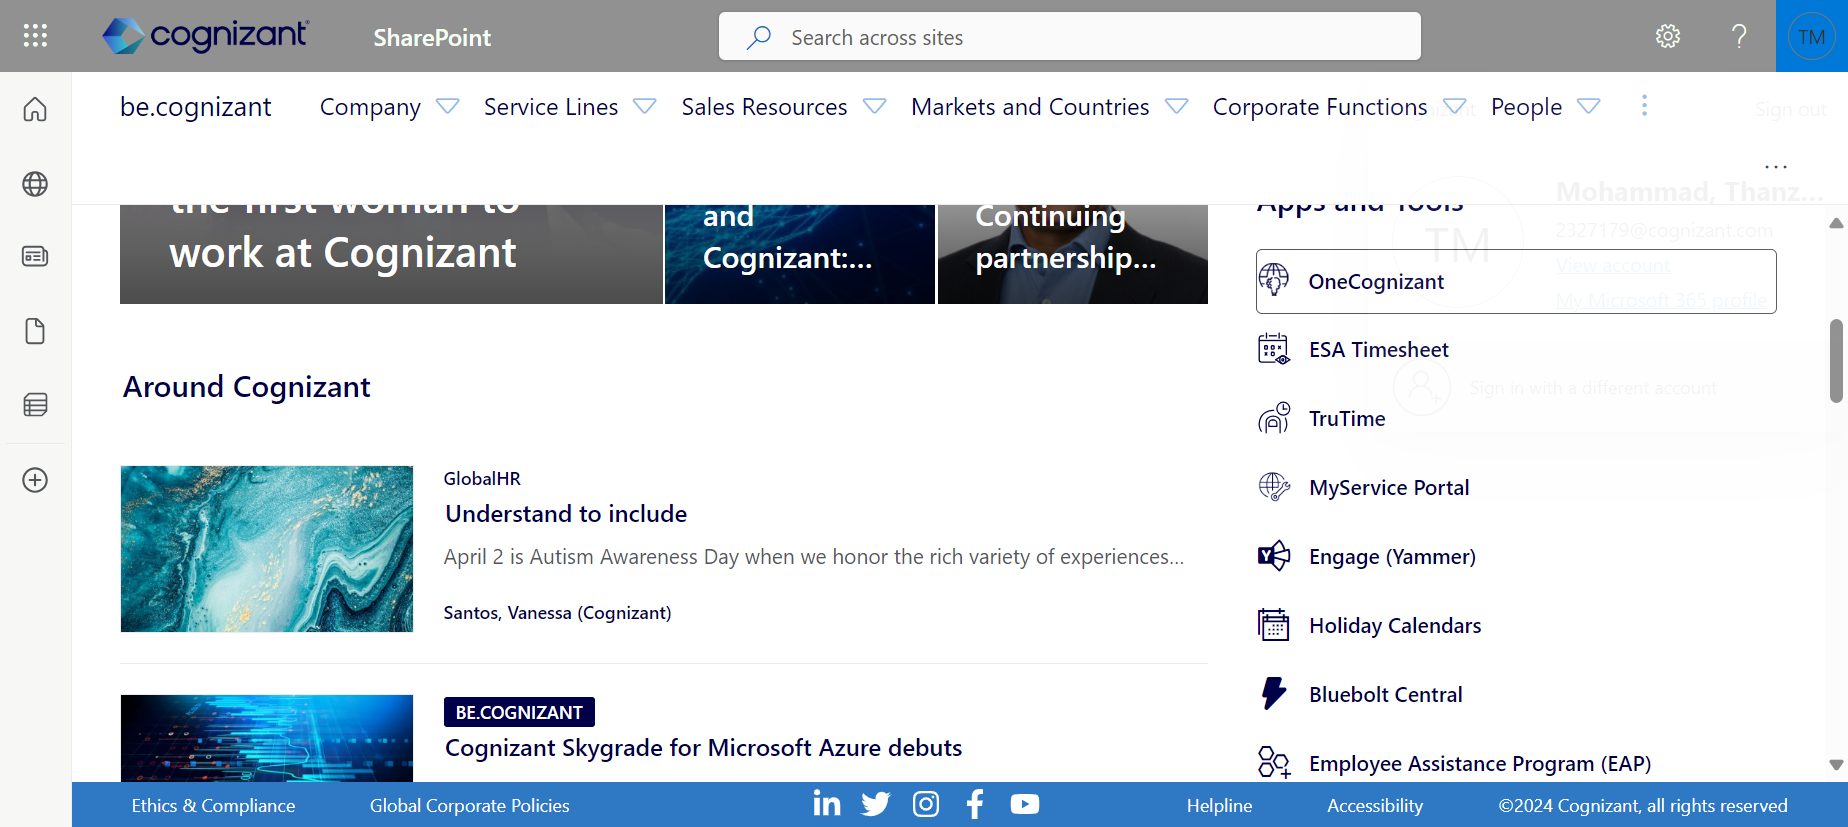 cognizant
SharePoint
Search across sites
TM
be.cognizant
Company
Service Lines
Sales Resources
Markets and Countries
Corporate Functions
People
Sign out
Mohammad, Thanz...
2327179@cognizant.com
View account
My Microsoft 365 profile
TM
Sign in with a different account
the first woman to
work at Cognizant
and
Cognizant:...
Continuing
partnership...
Apps and Tools
OneCognizant
ESA Timesheet
TruTime
MyService Portal
Engage (Yammer)
Holiday Calendars
Bluebolt Central
Employee Assistance Program (EAP)
Around Cognizant
GlobalHR
Understand to include
April 2 is Autism Awareness Day when we honor the rich variety of experiences...
Santos, Vanessa (Cognizant)
BE.COGNIZANT
Cognizant Skygrade for Microsoft Azure debuts
Ethics & Compliance
Global Corporate Policies
Helpline
Accessibility
©2024 Cognizant, all rights reserved